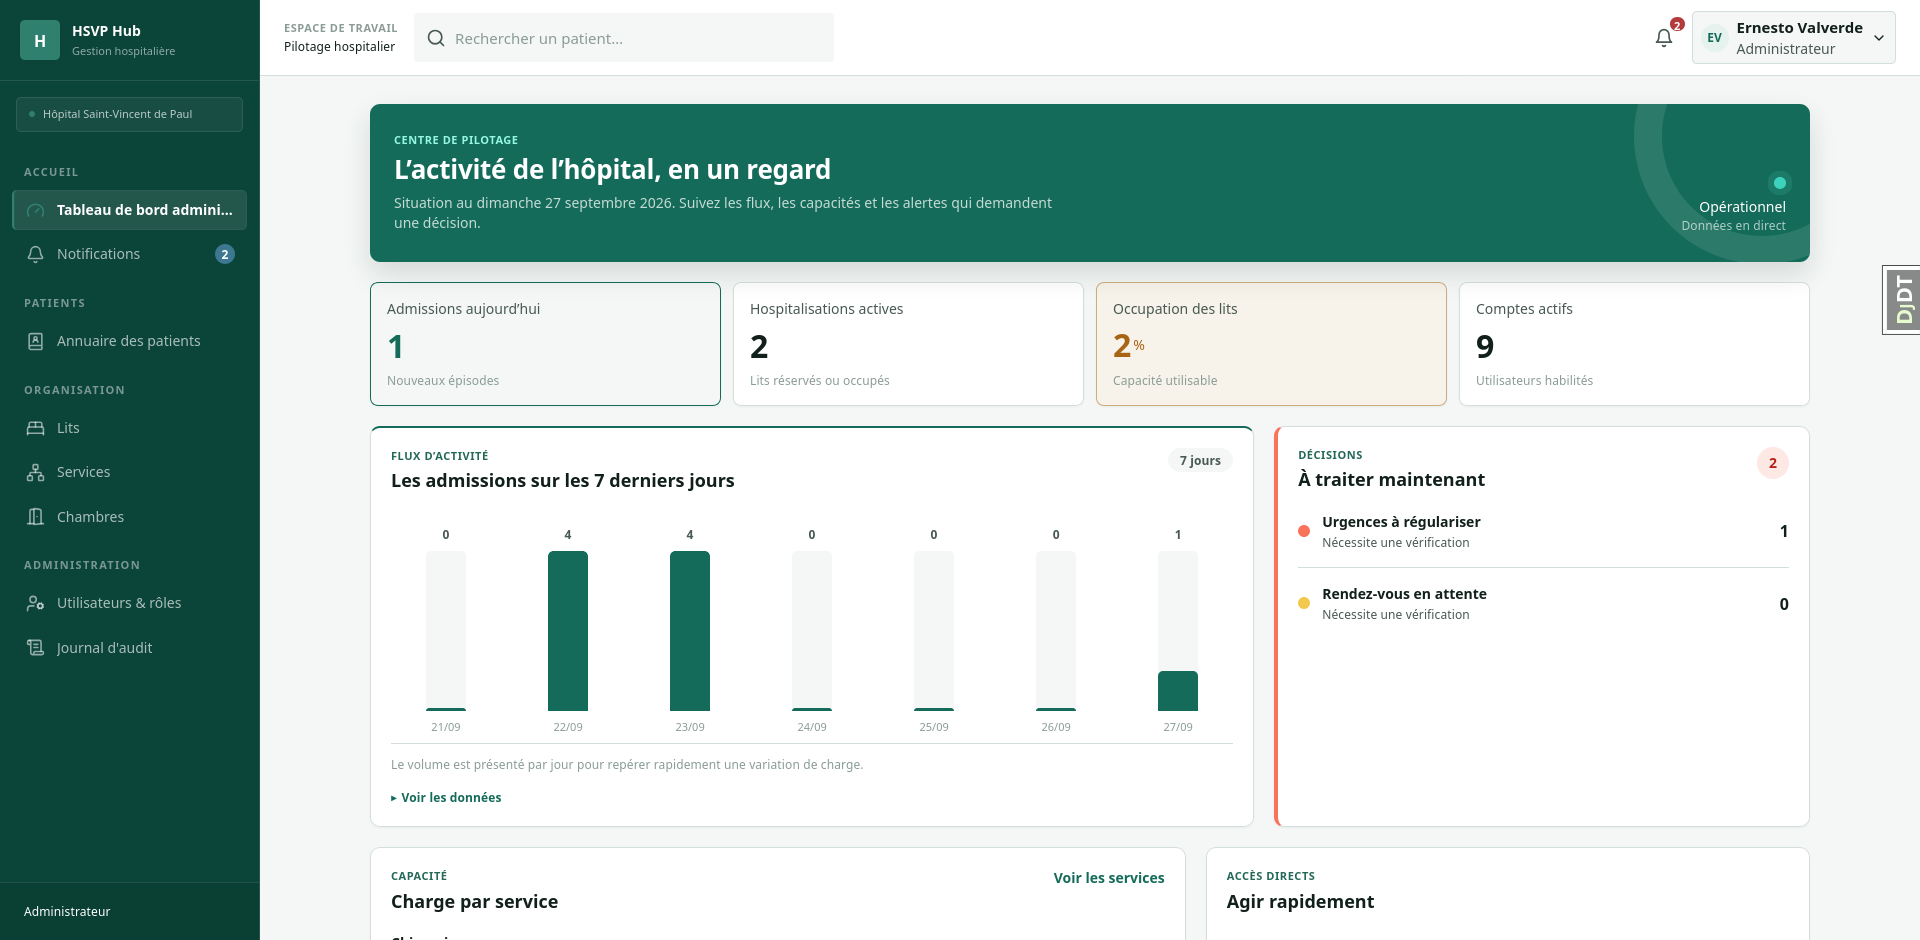 H
HSVP Hub
Gestion hospitalière
Hôpital Saint-Vincent de Paul
ACCUEIL
Tableau de bord admini...
Notifications
2
PATIENTS
Annuaire des patients
ORGANISATION
Lits
Services
Chambres
ADMINISTRATION
Utilisateurs & rôles
Journal d'audit
Administrateur
ESPACE DE TRAVAIL
Pilotage hospitalier
Rechercher un patient...
2
EV
Ernesto Valverde
Administrateur
CENTRE DE PILOTAGE
L’activité de l’hôpital, en un regard
Situation au dimanche 27 septembre 2026. Suivez les flux, les capacités et les alertes qui demandent
une décision.
Opérationnel
Données en direct
DjDT
Admissions aujourd’hui
1
Nouveaux épisodes
Hospitalisations actives
2
Lits réservés ou occupés
Occupation des lits
2 %
Capacité utilisable
Comptes actifs
9
Utilisateurs habilités
FLUX D’ACTIVITÉ
Les admissions sur les 7 derniers jours
7 jours
0 4 4 0 0 0 1
21/09 22/09 23/09 24/09 25/09 26/09 27/09
Le volume est présenté par jour pour repérer rapidement une variation de charge.
▸ Voir les données
DÉCISIONS
À traiter maintenant
2
Urgences à régulariser
Nécessite une vérification
1
Rendez-vous en attente
Nécessite une vérification
0
CAPACITÉ
Charge par service
Voir les services
ACCÈS DIRECTS
Agir rapidement